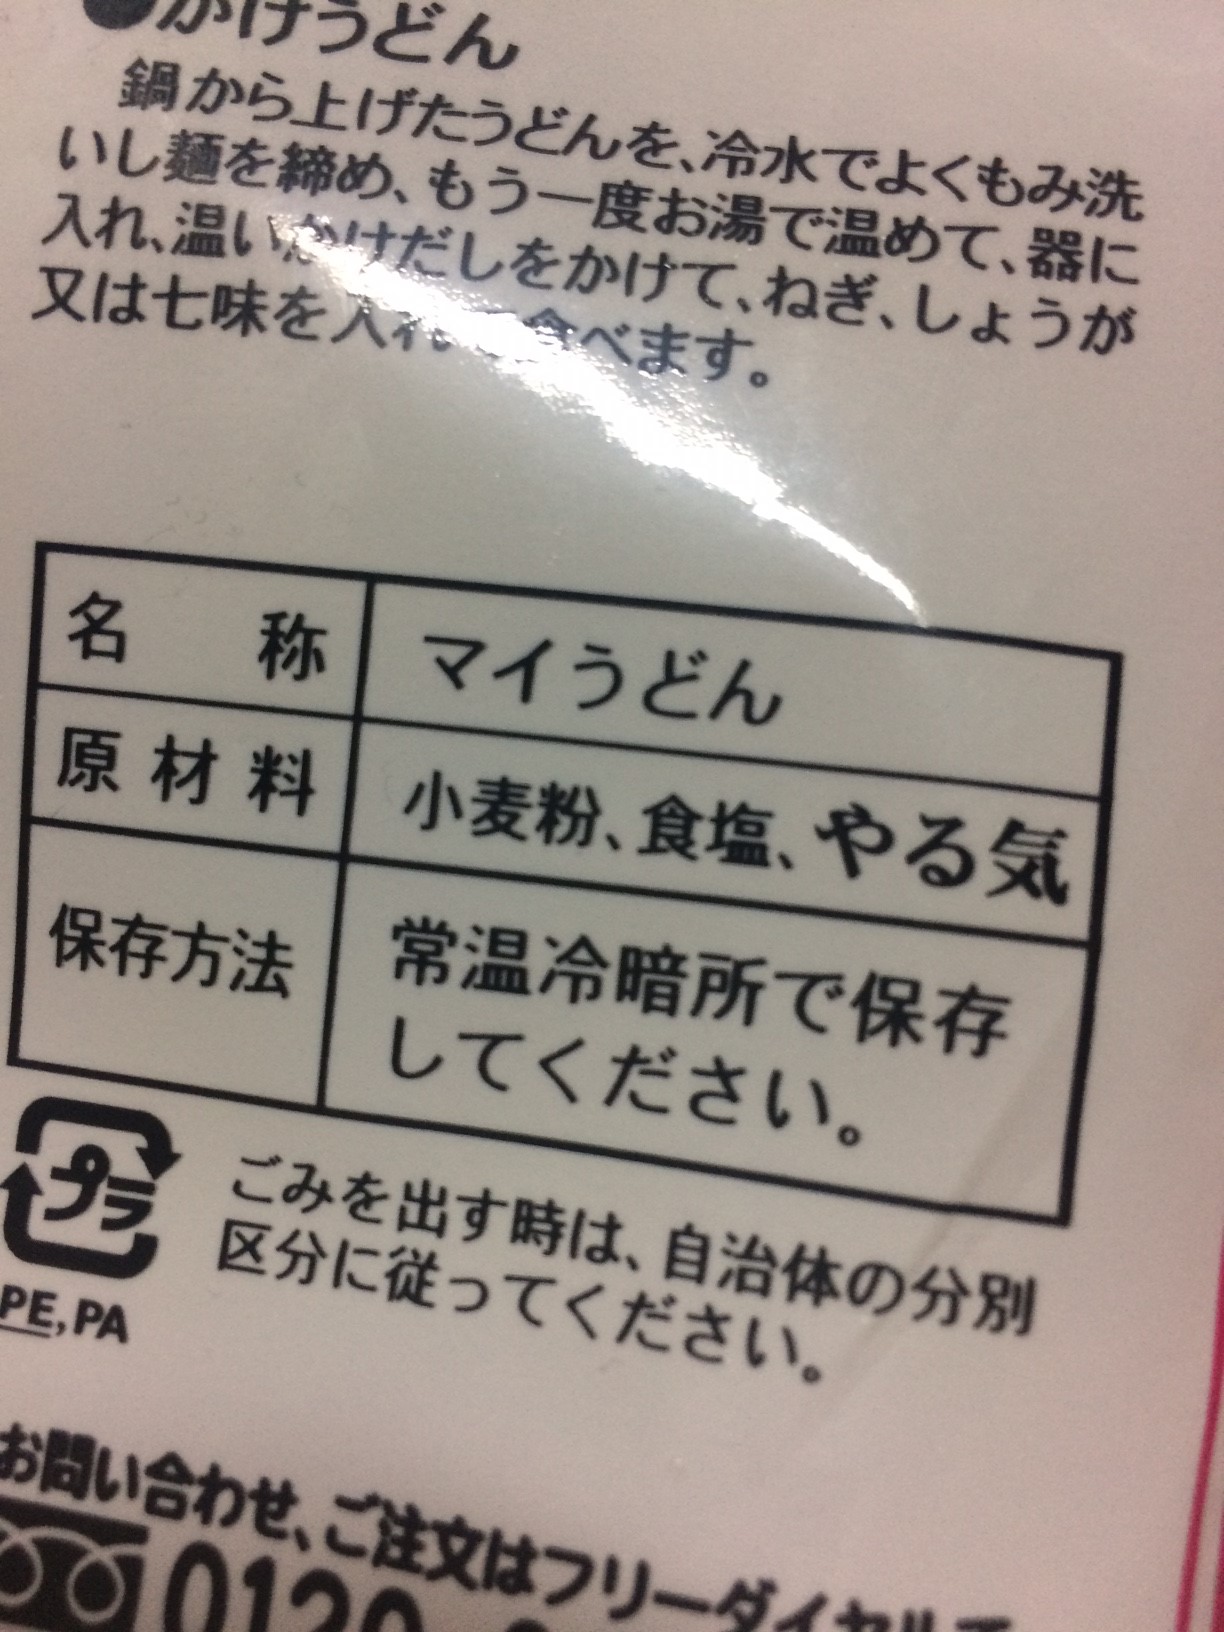 ●かけうどん
鍋から上げたうどんを、冷水でよくもみ洗
いし麺を締め、もう一度お湯で温めて、器に
入れ、温いかけだしをかけて、ねぎ、しょうが
又は七味を入れて食べます。
名　称　マイうどん
原材料　小麦粉、食塩、やる気
保存方法　常温冷暗所で保存
してください。
プラ
ごみを出す時は、自治体の分別
区分に従ってください。
PE,PA
お問い合わせ、ご注文はフリーダイヤルで
0120